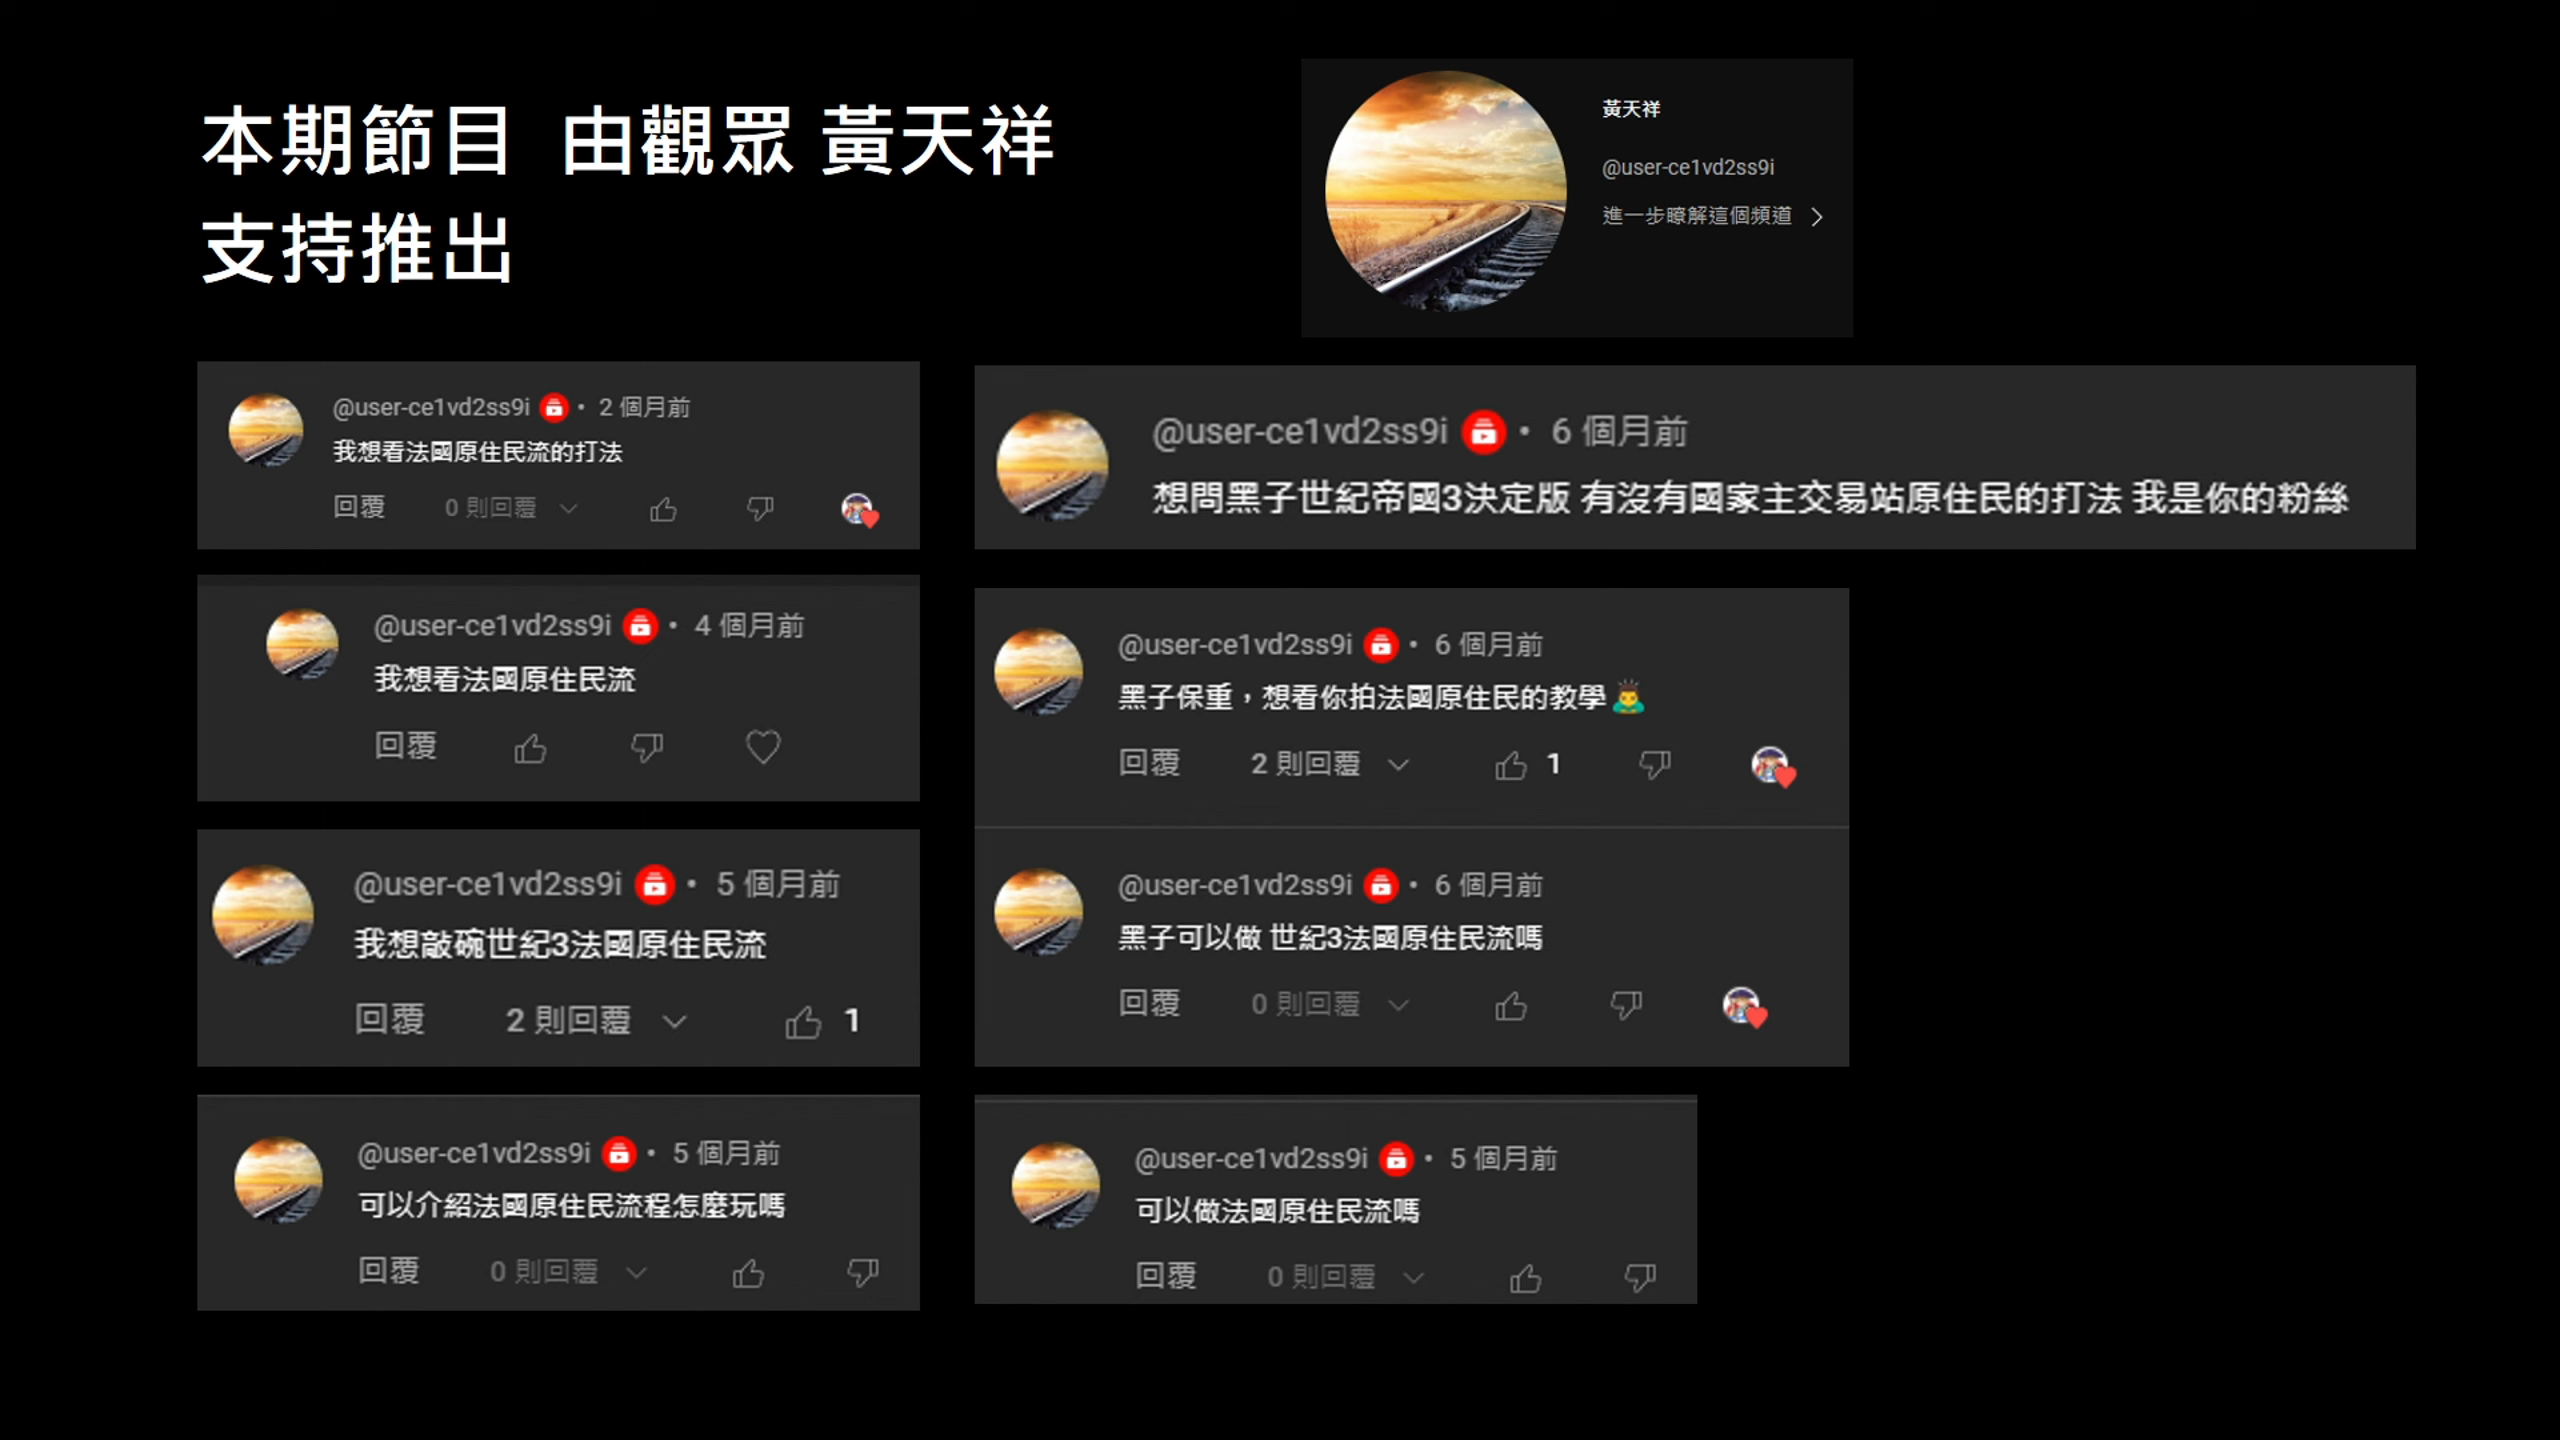 本期節目 由觀眾 黃天祥
支持推出
黃天祥
@user-ce1vd2ss9i
進一步瞭解這個頻道
@user-ce1vd2ss9i • 2 個月前
我想看法國原住民流的打法
回覆 0 則回覆
@user-ce1vd2ss9i • 4 個月前
我想看法國原住民流
回覆
@user-ce1vd2ss9i • 5 個月前
我想敲碗世紀3法國原住民流
回覆 2 則回覆 1
@user-ce1vd2ss9i • 5 個月前
可以介紹法國原住民流程怎麼玩嗎
回覆 0 則回覆
@user-ce1vd2ss9i • 6 個月前
想問黑子世紀帝國3決定版 有沒有國家主交易站原住民的打法 我是你的粉絲
@user-ce1vd2ss9i • 6 個月前
黑子保重，想看你拍法國原住民的教學🙇
回覆 2 則回覆 1
@user-ce1vd2ss9i • 6 個月前
黑子可以做 世紀3法國原住民流嗎
回覆 0 則回覆
@user-ce1vd2ss9i • 5 個月前
可以做法國原住民流嗎
回覆 0 則回覆